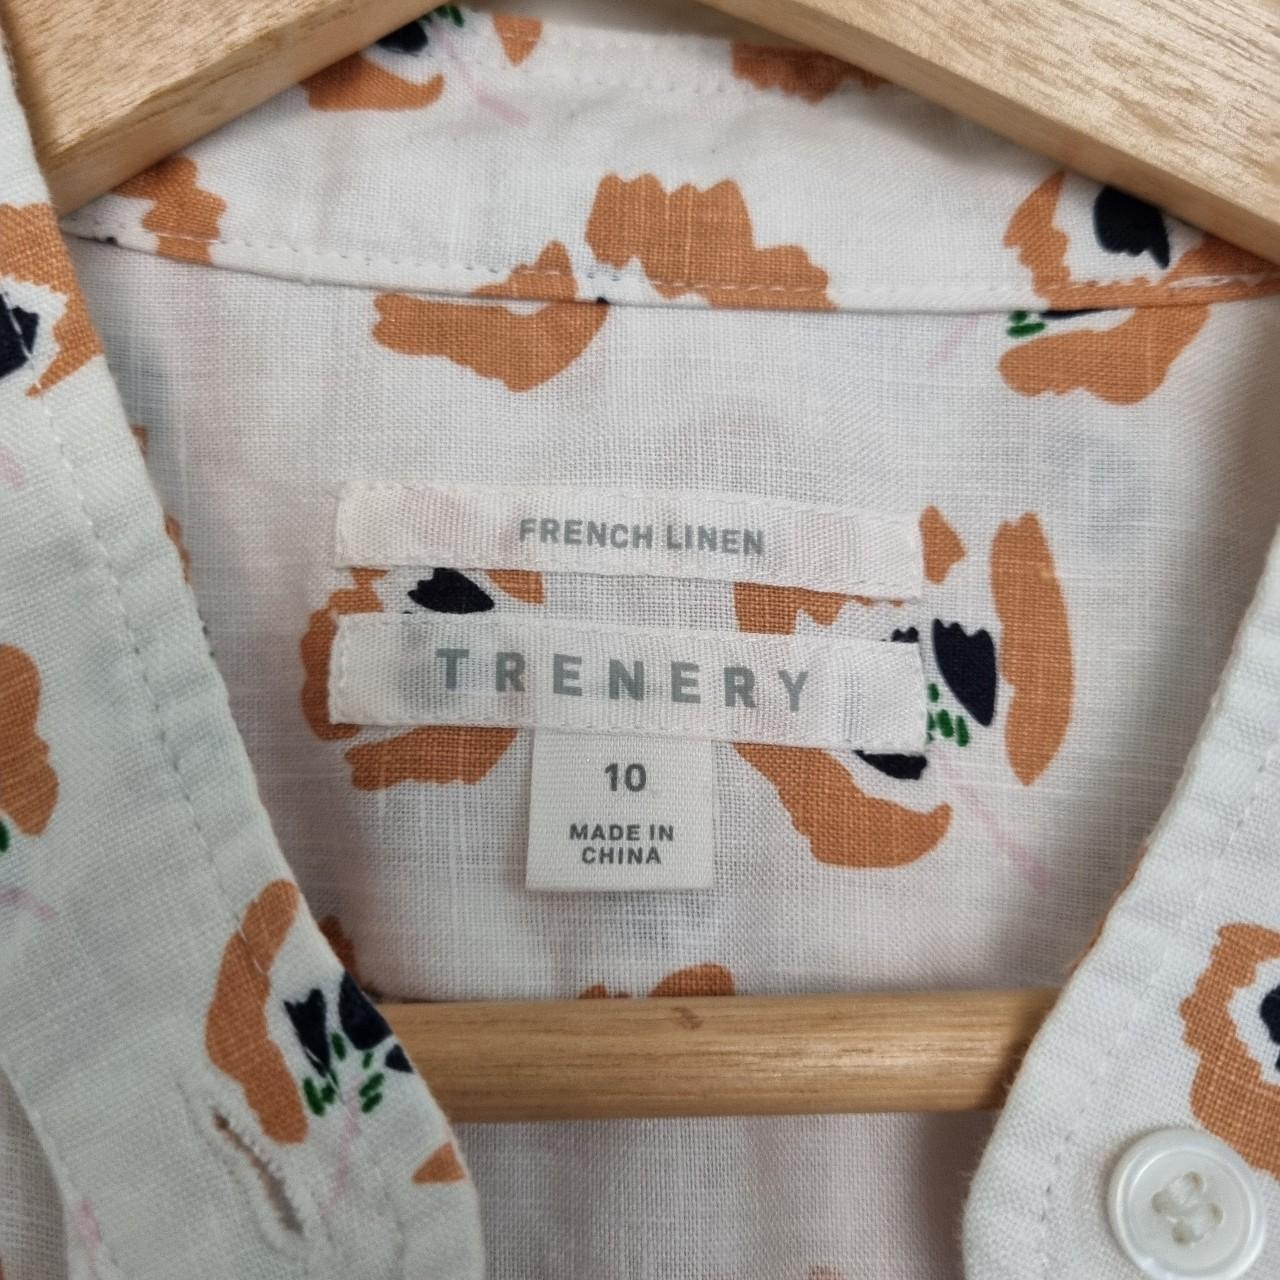 FRENCH LINEN
TRENERY
10
MADE IN
CHINA